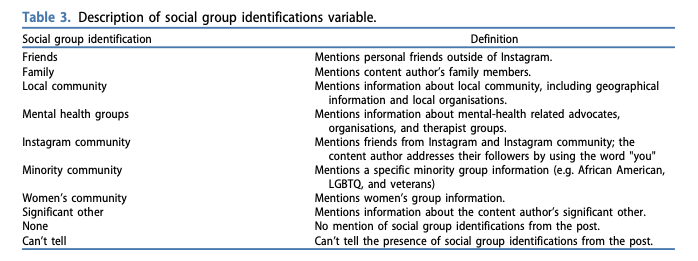 Table 3. Description of social group identifications variable.
Social group identification Definition
Friends Mentions personal friends outside of Instagram.
Family Mentions content author's family members.
Local community Mentions information about local community, including geographical
information and local organisations.
Mental health groups Mentions information about mental-health related advocates,
organisations, and therapist groups.
Instagram community Mentions friends from Instagram and Instagram community; the
content author addresses their followers by using the word "you"
Minority community Mentions a specific minority group information (e.g. African American,
LGBTQ, and veterans)
Women's community Mentions women's group information.
Significant other Mentions information about the content author's significant other.
None No mention of social group identifications from the post.
Can't tell Can't tell the presence of social group identifications from the post.